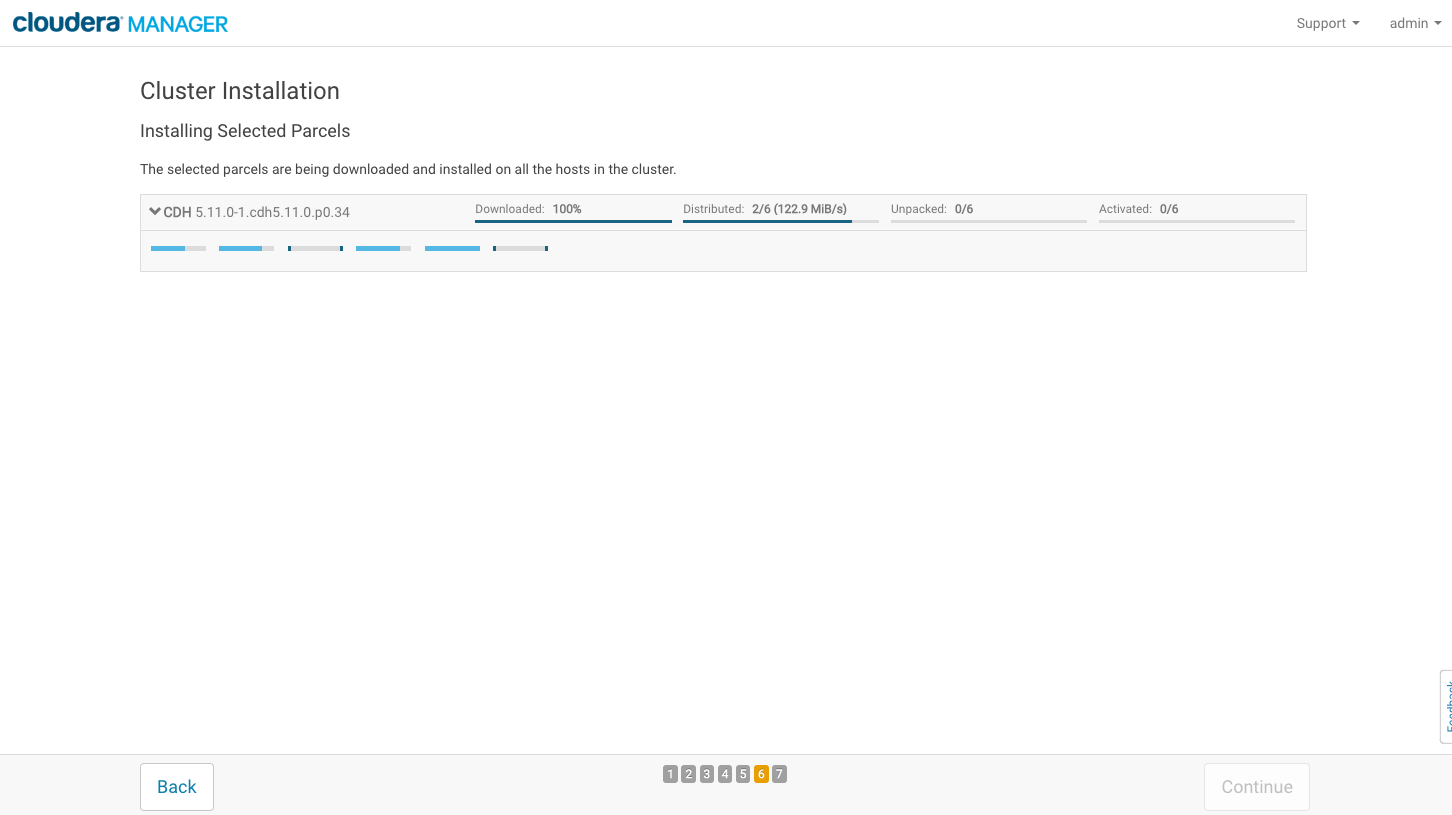 cloudera MANAGER
Support
admin
Cluster Installation
Installing Selected Parcels
The selected parcels are being downloaded and installed on all the hosts in the cluster.
CDH 5.11.0-1.cdh5.11.0.p0.34
Downloaded: 100%
Distributed: 2/6 (122.9 MiB/s)
Unpacked: 0/6
Activated: 0/6
Feedback
Back
1 2 3 4 5 6 7
Continue